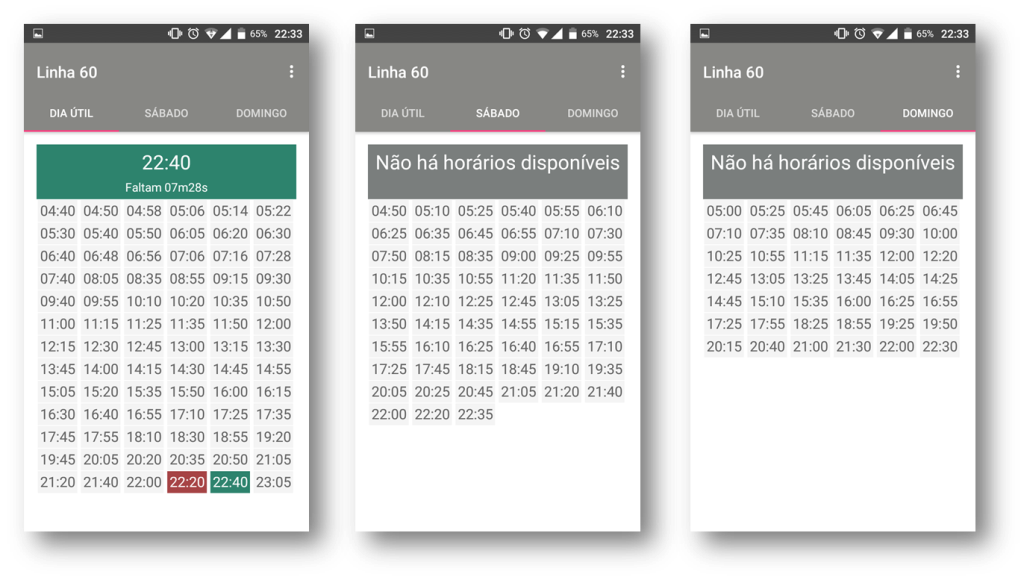 65% 22:33
Linha 60
DIA ÚTIL SÁBADO DOMINGO
22:40
Faltam 07m28s
04:40 04:50 04:58 05:06 05:14 05:22
05:30 05:40 05:50 06:05 06:20 06:30
06:40 06:48 06:56 07:06 07:16 07:28
07:40 08:05 08:35 08:55 09:15 09:30
09:40 09:55 10:10 10:20 10:35 10:50
11:00 11:15 11:25 11:35 11:50 12:00
12:15 12:30 12:45 13:00 13:15 13:30
13:45 14:00 14:15 14:30 14:45 14:55
15:05 15:20 15:35 15:50 16:00 16:15
16:30 16:40 16:55 17:10 17:25 17:35
17:45 17:55 18:10 18:30 18:55 19:20
19:45 20:05 20:20 20:35 20:50 21:05
21:20 21:40 22:00 22:20 22:40 23:05
65% 22:33
Linha 60
DIA ÚTIL SÁBADO DOMINGO
Não há horários disponíveis
04:50 05:10 05:25 05:40 05:55 06:10
06:25 06:35 06:45 06:55 07:10 07:30
07:50 08:15 08:35 09:00 09:25 09:55
10:15 10:35 10:55 11:20 11:35 11:50
12:00 12:10 12:25 12:45 13:05 13:25
13:50 14:15 14:35 14:55 15:15 15:35
15:55 16:10 16:25 16:40 16:55 17:10
17:25 17:45 18:15 18:45 19:10 19:35
20:05 20:25 20:45 21:05 21:20 21:40
22:00 22:20 22:35
65% 22:33
Linha 60
DIA ÚTIL SÁBADO DOMINGO
Não há horários disponíveis
05:00 05:25 05:45 06:05 06:25 06:45
07:10 07:35 08:10 08:45 09:30 10:00
10:25 10:55 11:15 11:35 12:00 12:20
12:45 13:05 13:25 13:45 14:05 14:25
14:45 15:10 15:35 16:00 16:25 16:55
17:25 17:55 18:25 18:55 19:25 19:50
20:15 20:40 21:00 21:30 22:00 22:30